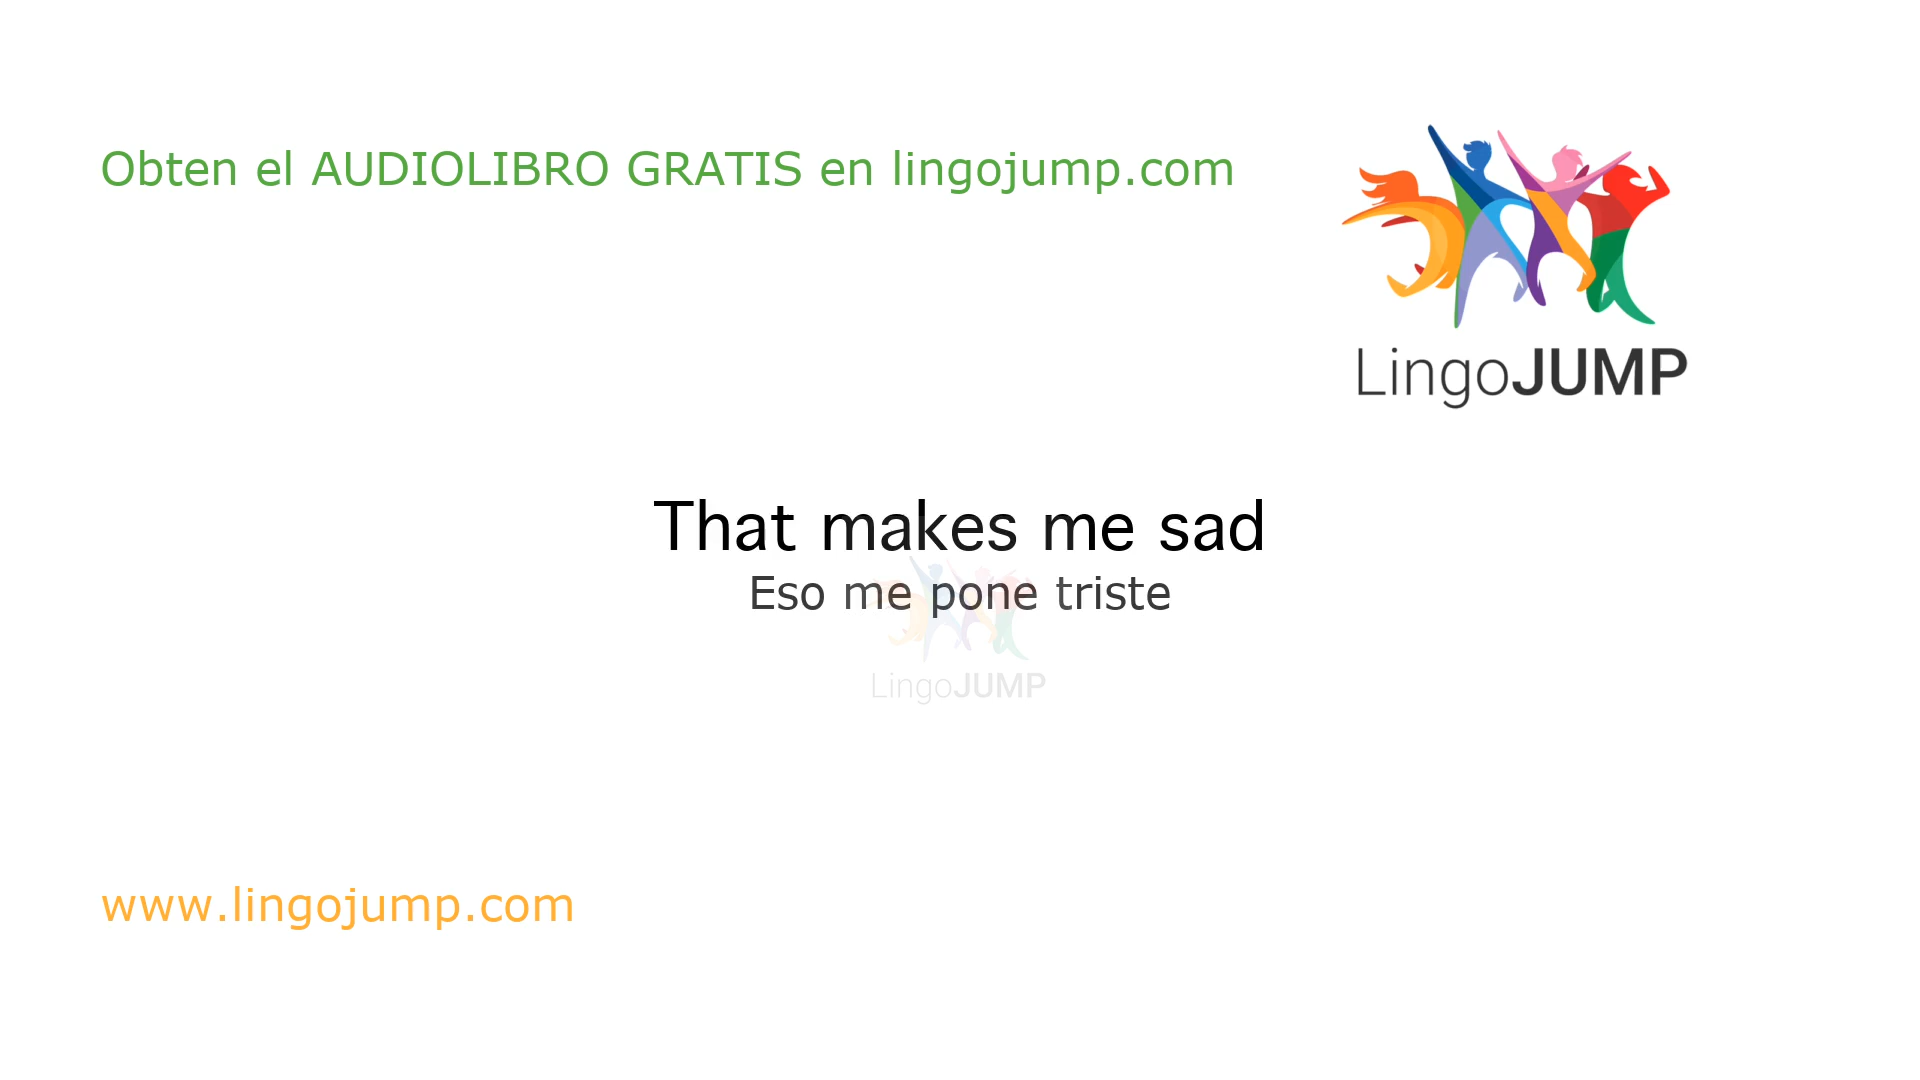 Obten el AUDIOLIBRO GRATIS en lingojump.com
LingoJUMP
That makes me sad
Eso me pone triste
LingoJUMP
www.lingojump.com